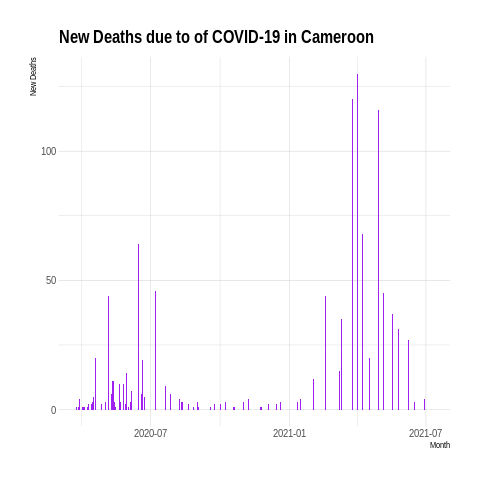 New Deaths due to of COVID-19 in Cameroon
New Deaths
100
50
0
2020-07
2021-01
2021-07
Month